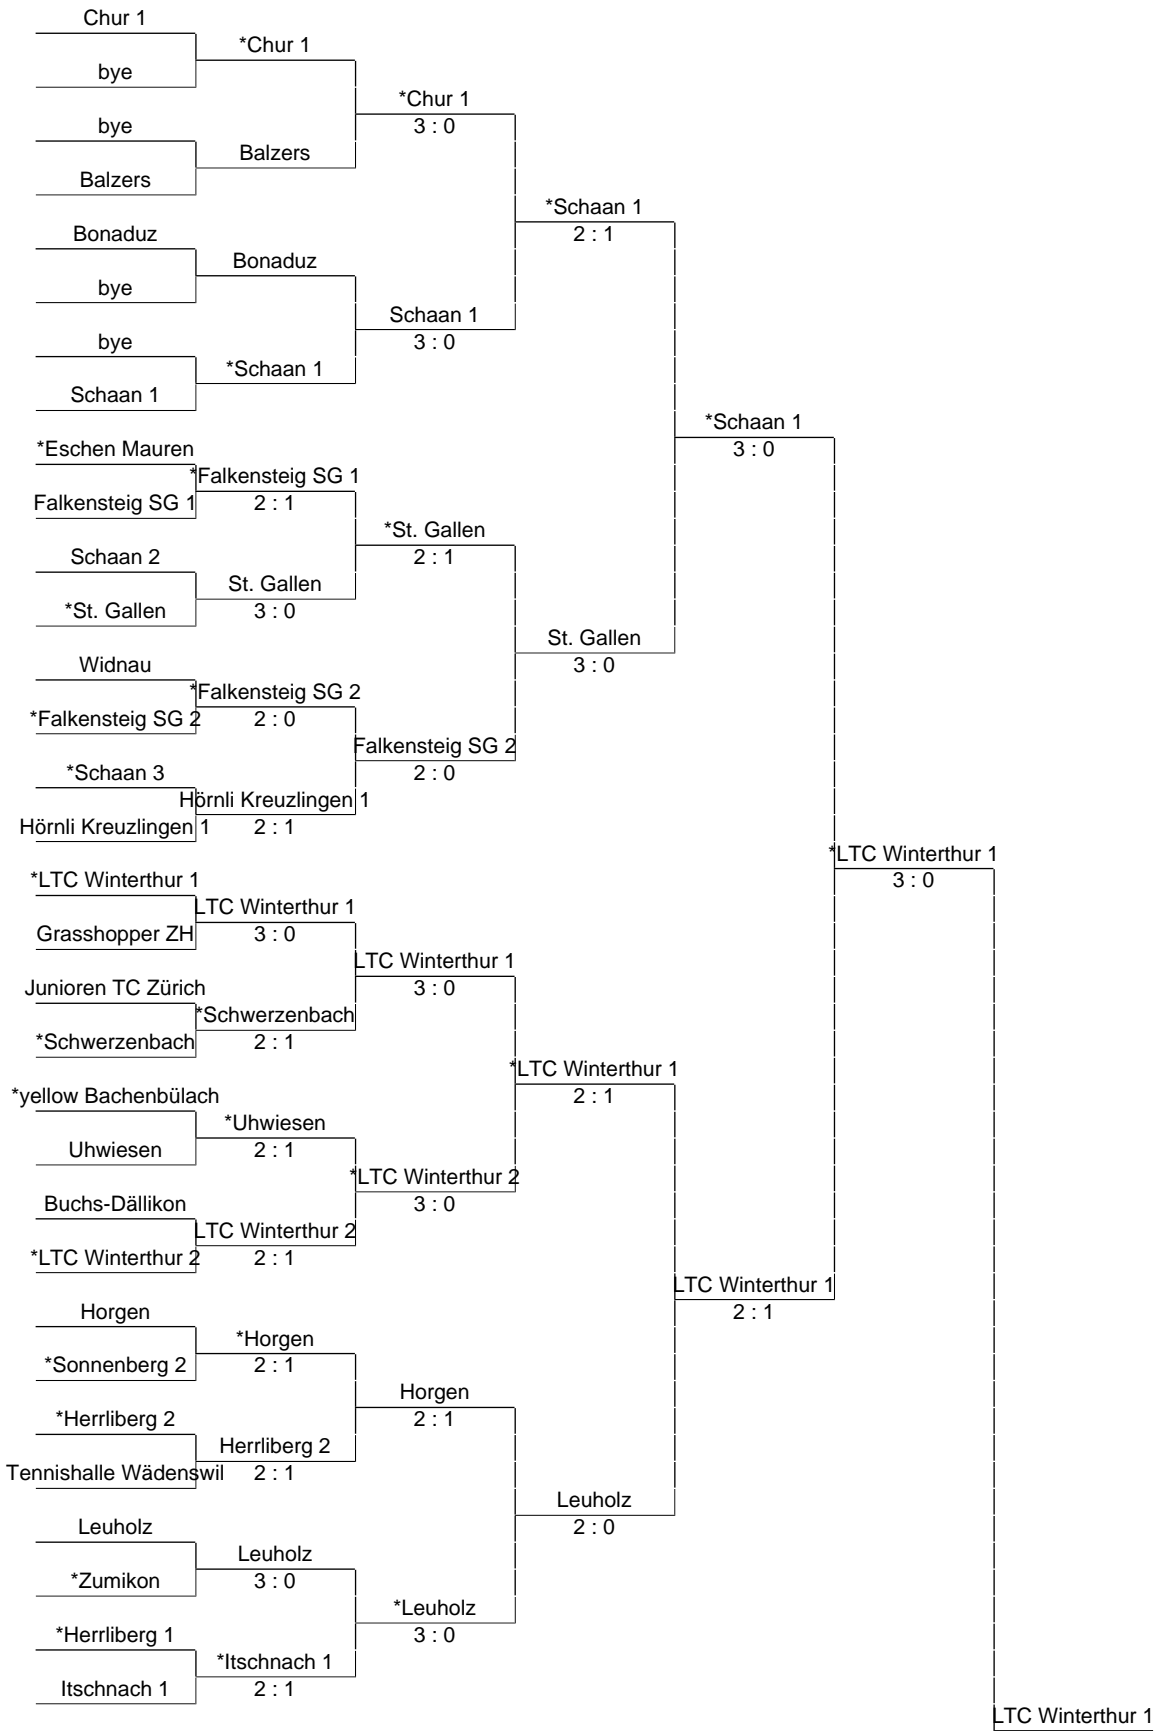 Chur 1
*Chur 1
bye
*Chur 1
3 : 0
bye
Balzers
Balzers
*Schaan 1
2 : 1
Bonaduz
Bonaduz
bye
Schaan 1
3 : 0
bye
*Schaan 1
Schaan 1
*Schaan 1
3 : 0
*Eschen Mauren
*Falkensteig SG 1
Falkensteig SG 1
2 : 1
*St. Gallen
2 : 1
Schaan 2
St. Gallen
*St. Gallen
3 : 0
St. Gallen
3 : 0
Widnau
*Falkensteig SG 2
*Falkensteig SG 2
2 : 0
Falkensteig SG 2
2 : 0
*Schaan 3
Hörnli Kreuzlingen 1
Hörnli Kreuzlingen 1
2 : 1
*LTC Winterthur 1
3 : 0
*LTC Winterthur 1
LTC Winterthur 1
Grasshopper ZH
3 : 0
LTC Winterthur 1
3 : 0
Junioren TC Zürich
*Schwerzenbach
*Schwerzenbach
2 : 1
*LTC Winterthur 1
2 : 1
*yellow Bachenbülach
*Uhwiesen
Uhwiesen
2 : 1
*LTC Winterthur 2
3 : 0
Buchs-Dällikon
LTC Winterthur 2
*LTC Winterthur 2
2 : 1
LTC Winterthur 1
2 : 1
Horgen
*Horgen
*Sonnenberg 2
2 : 1
Horgen
2 : 1
*Herrliberg 2
Herrliberg 2
Tennishalle Wädenswil
2 : 1
Leuholz
2 : 0
Leuholz
Leuholz
*Zumikon
3 : 0
*Leuholz
3 : 0
*Herrliberg 1
*Itschnach 1
Itschnach 1
2 : 1
LTC Winterthur 1